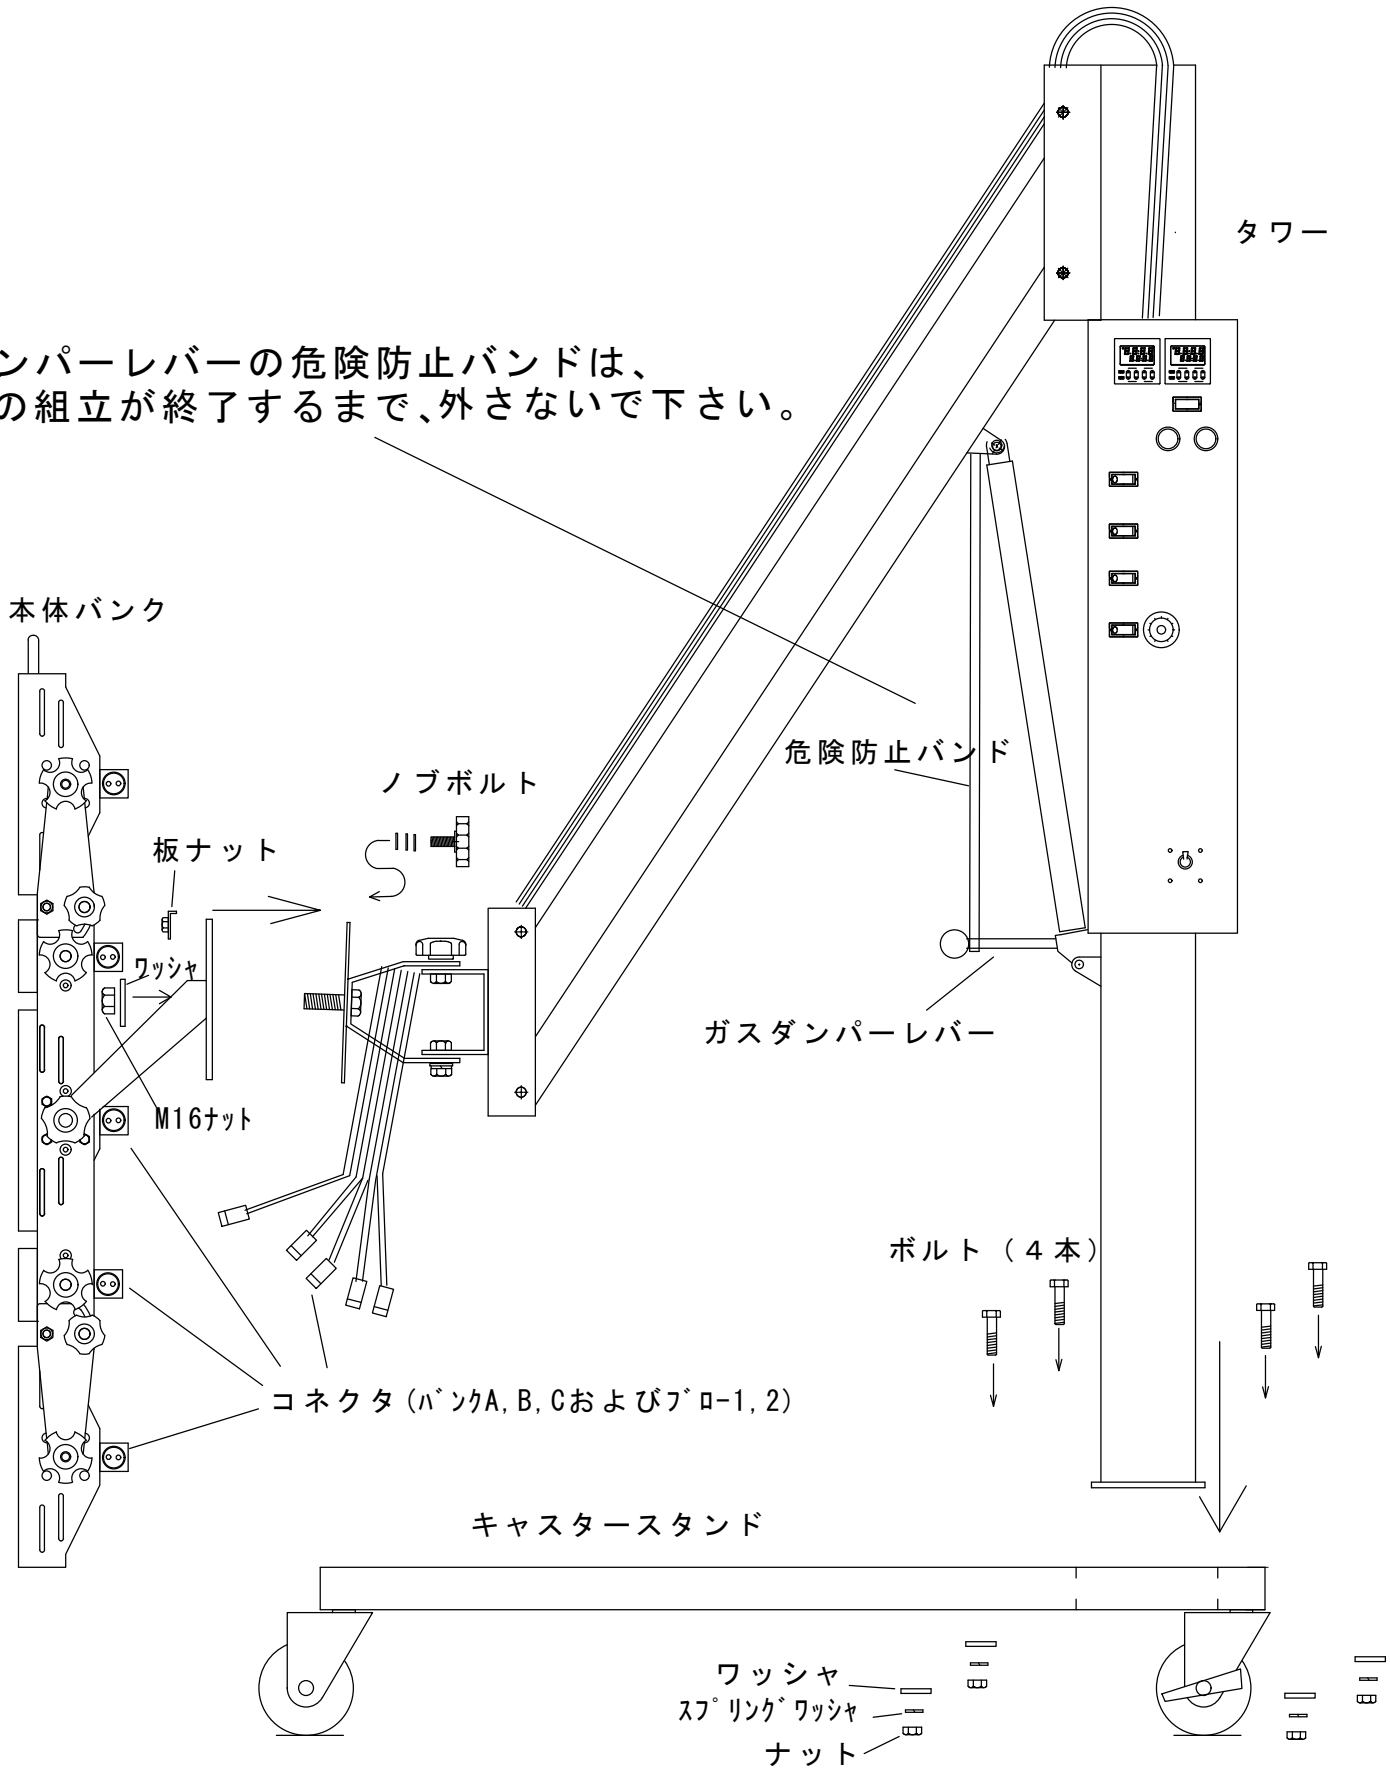 タワー
ンパーレバーの危険防止バンドは、
の組立が終了するまで、外さないで下さい。
本体バンク
危険防止バンド
ノブボルト
板ナット
ワッシャ
ガスダンパーレバー
M16ナット
ボルト（４本）
コネクタ(ﾊﾞﾝｸA,B,Cおよびﾌﾞﾛｰ1,2)
キャスタースタンド
ワッシャ
ｽﾌﾟﾘﾝｸﾞﾜｯｼｬ
ナット